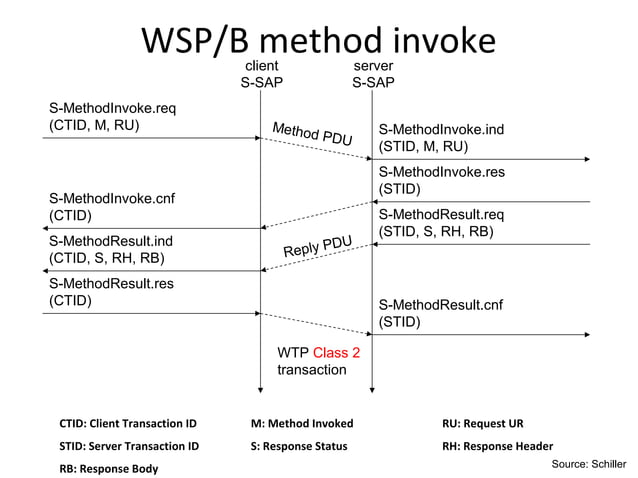 WSP/B method invoke
client
S-SAP
server
S-SAP
S-MethodInvoke.req
(CTID, M, RU)
Method PDU
S-MethodInvoke.ind
(STID, M, RU)
S-MethodInvoke.res
(STID)
S-MethodInvoke.cnf
(CTID)
S-MethodResult.req
(STID, S, RH, RB)
S-MethodResult.ind
(CTID, S, RH, RB)
Reply PDU
S-MethodResult.res
(CTID)
S-MethodResult.cnf
(STID)
WTP Class 2
transaction
CTID: Client Transaction ID
M: Method Invoked
RU: Request UR
STID: Server Transaction ID
S: Response Status
RH: Response Header
RB: Response Body
Source: Schiller